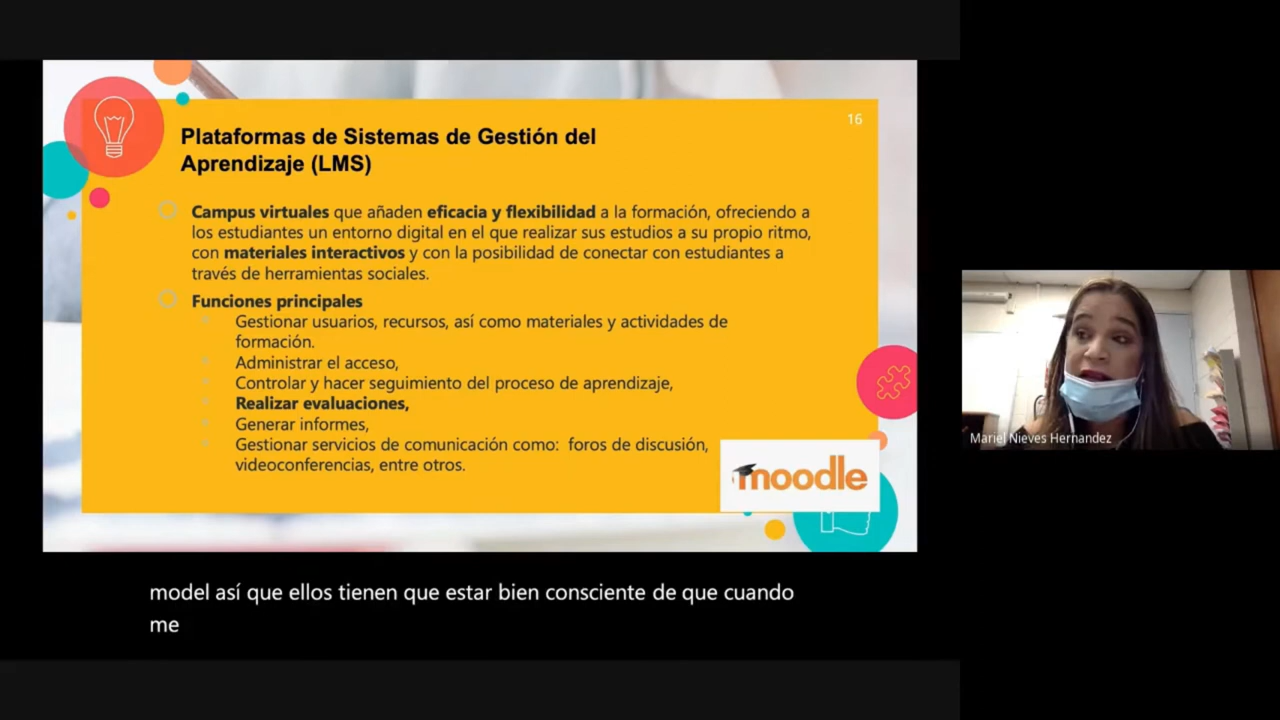 16
Plataformas de Sistemas de Gestión del
Aprendizaje (LMS)
Campus virtuales que añaden eficacia y flexibilidad a la formación, ofreciendo a
los estudiantes un entorno digital en el que realizar sus estudios a su propio ritmo,
con materiales interactivos y con la posibilidad de conectar con estudiantes a
través de herramientas sociales.
Funciones principales
Gestionar usuarios, recursos, así como materiales y actividades de
formación.
Administrar el acceso,
Controlar y hacer seguimiento del proceso de aprendizaje,
Realizar evaluaciones,
Generar informes,
Gestionar servicios de comunicación como: foros de discusión,
videoconferencias, entre otros.
moodle
Mariel Nieves Hernandez
model así que ellos tienen que estar bien consciente de que cuando
me